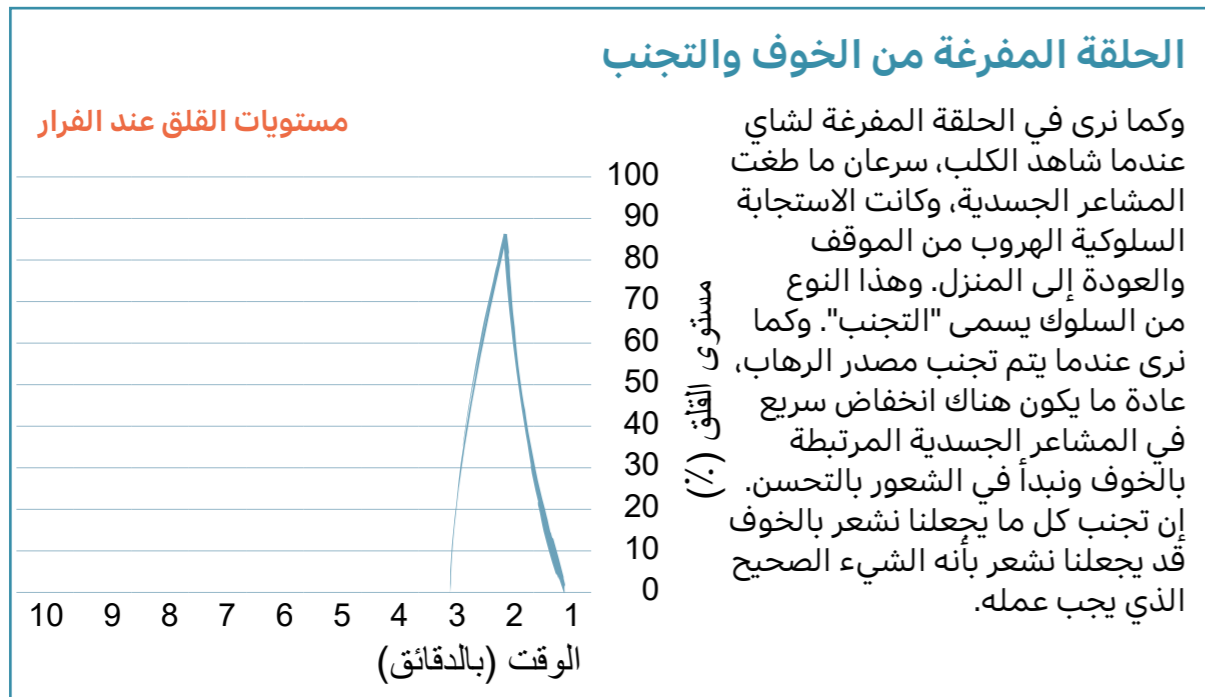 الحلقة المفرغة من الخوف والتجنب
وكما نرى في الحلقة المفرغة لشاي
عندما شاهد الكلب، سرعان ما طغت
المشاعر الجسدية، وكانت الاستجابة
السلوكية الهروب من الموقف
والعودة إلى المنزل. وهذا النوع
من السلوك يسمى "التجنب". وكما
نرى عندما يتم تجنب مصدر الرهاب،
عادة ما يكون هناك انخفاض سريع
في المشاعر الجسدية المرتبطة
بالخوف ونبدأ في الشعور بالتحسن.
إن تجنب كل ما يجعلنا نشعر بالخوف
قد يجعلنا نشعر بأنه الشيء الصحيح
الذي يجب عمله.
مستويات القلق عند الفرار
مستوى القلق (٪)
100
90
80
70
60
50
40
30
20
10
0
1 2 3 4 5 6 7 8 9 10
الوقت (بالدقائق)